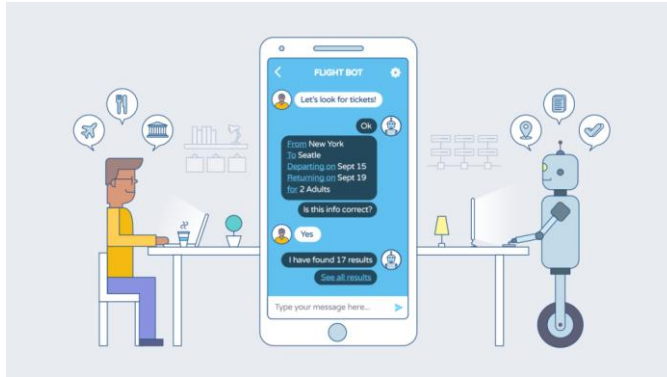 FLIGHT BOT
Let's look for tickets!
Ok
From New York
To Seatle
Departing on Sept 15
Returning on Sept 19
for 2 Adults
Is this info correct?
Yes
I have found 17 results
See all results
Type your message here...